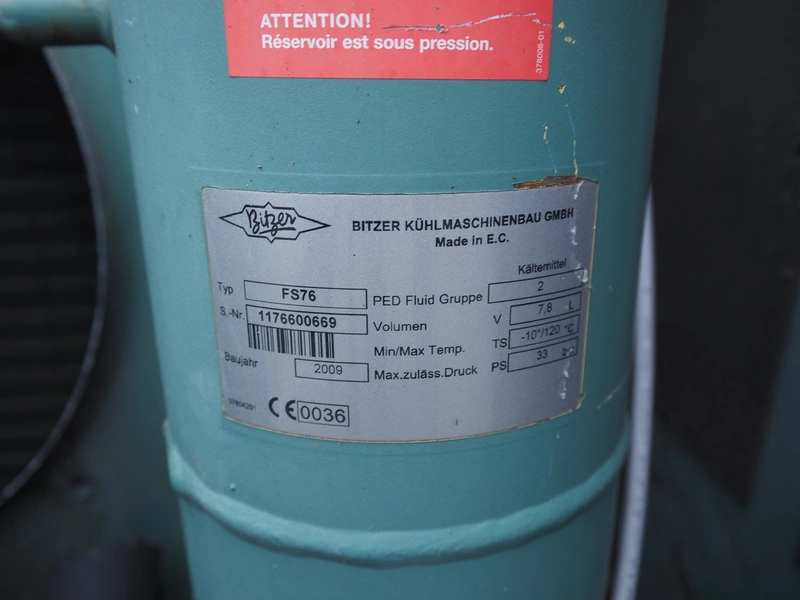 ATTENTION!
Réservoir est sous pression.
378008-01
Bitzer
BITZER KÜHLMASCHINENBAU GMBH
Made in E.C.
Kältemittel
Typ FS76 PED Fluid Gruppe 2
S.-Nr. 1176600669 Volumen V 7,8 L
Min/Max Temp. TS -10°/120 °C
Baujahr 2009 Max.zuläss.Druck PS 33
CE 0036